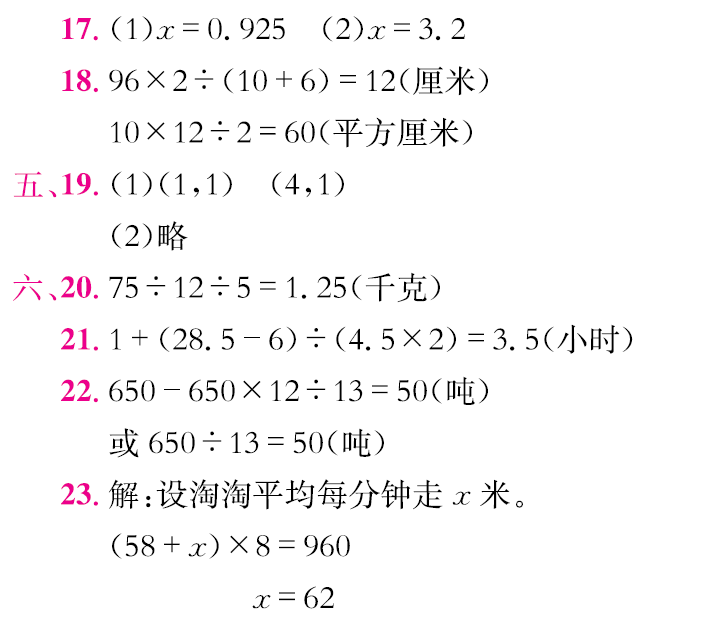 17. (1)x=0.925 (2)x=3.2
18. 96×2÷(10+6)=12(厘米)
10×12÷2=60(平方厘米)
五、19. (1)(1,1) (4,1)
(2)略
六、20. 75÷12÷5=1.25(千克)
21. 1+(28.5-6)÷(4.5×2)=3.5(小时)
22. 650-650×12÷13=50(吨)
或 650÷13=50(吨)
23. 解:设淘淘平均每分钟走 x 米。
(58+x)×8=960
x=62